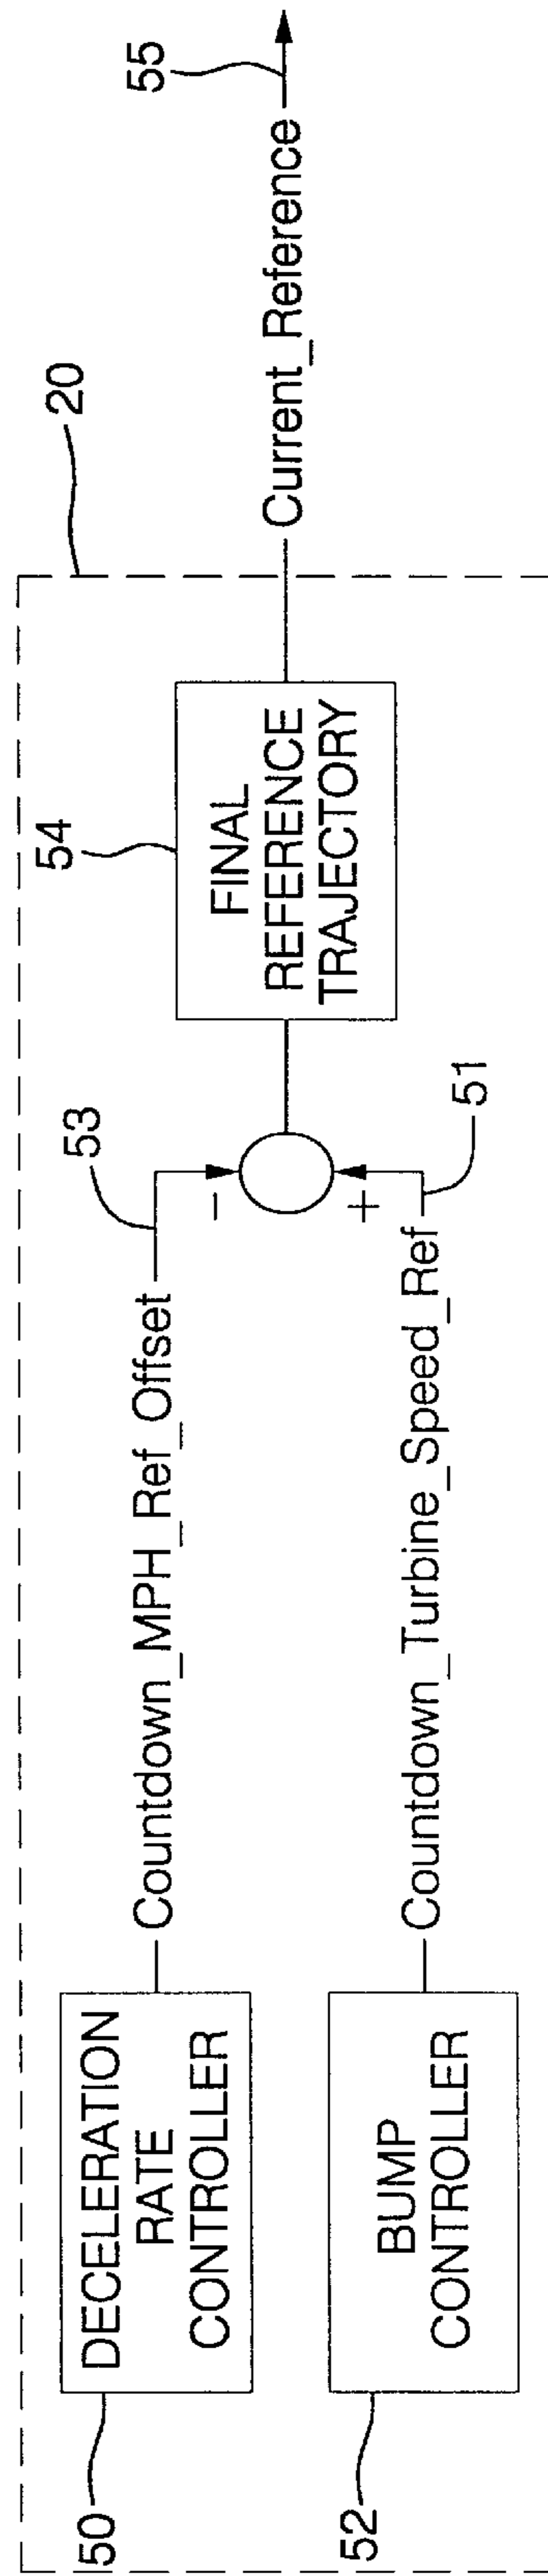 20
50
DECELERATION
RATE
CONTROLLER
Countdown_MPH_Ref_Offset
53
-
52
BUMP
CONTROLLER
Countdown_Turbine_Speed_Ref
51
+
54
FINAL
REFERENCE
TRAJECTORY
Current_Reference
55